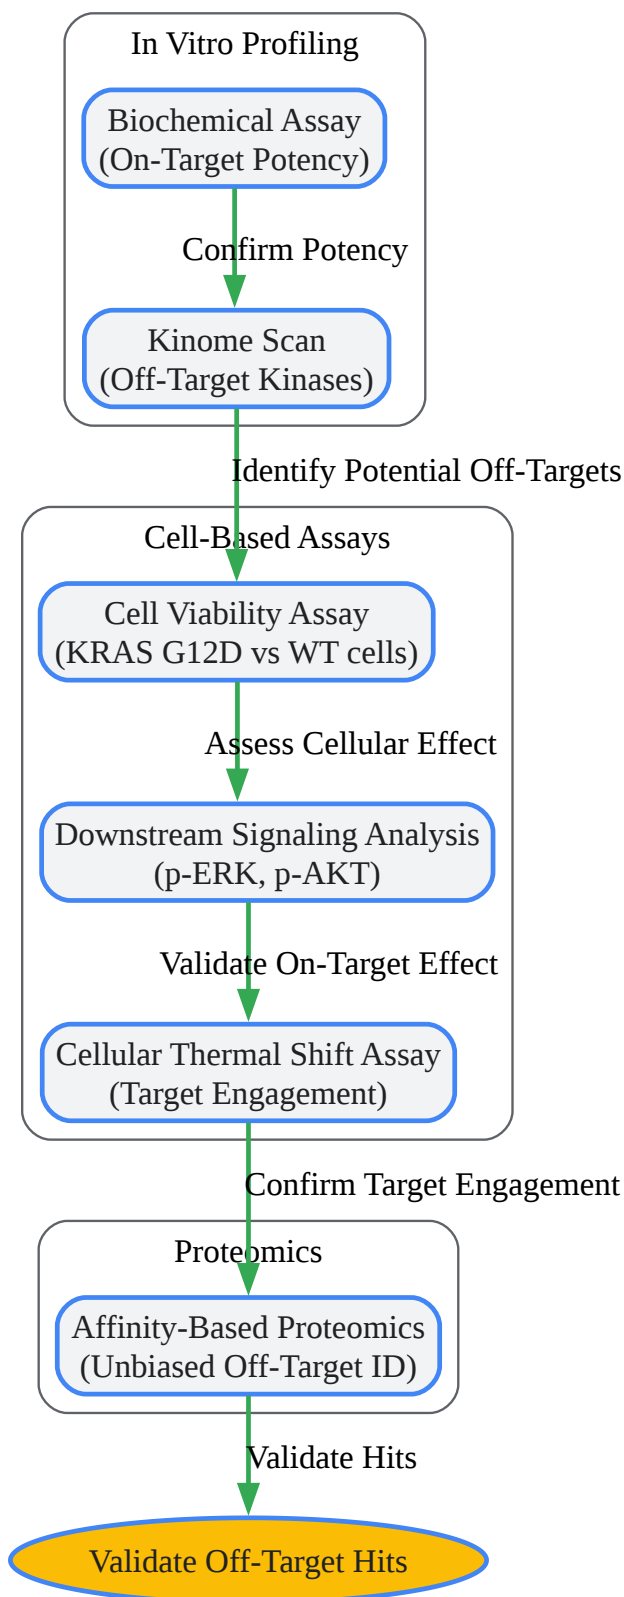 In Vitro Profiling
Biochemical Assay
(On-Target Potency)
Confirm Potency
Kinome Scan
(Off-Target Kinases)
Identify Potential Off-Targets
Cell-Based Assays
Cell Viability Assay
(KRAS G12D vs WT cells)
Assess Cellular Effect
Downstream Signaling Analysis
(p-ERK, p-AKT)
Validate On-Target Effect
Cellular Thermal Shift Assay
(Target Engagement)
Confirm Target Engagement
Proteomics
Affinity-Based Proteomics
(Unbiased Off-Target ID)
Validate Hits
Validate Off-Target Hits